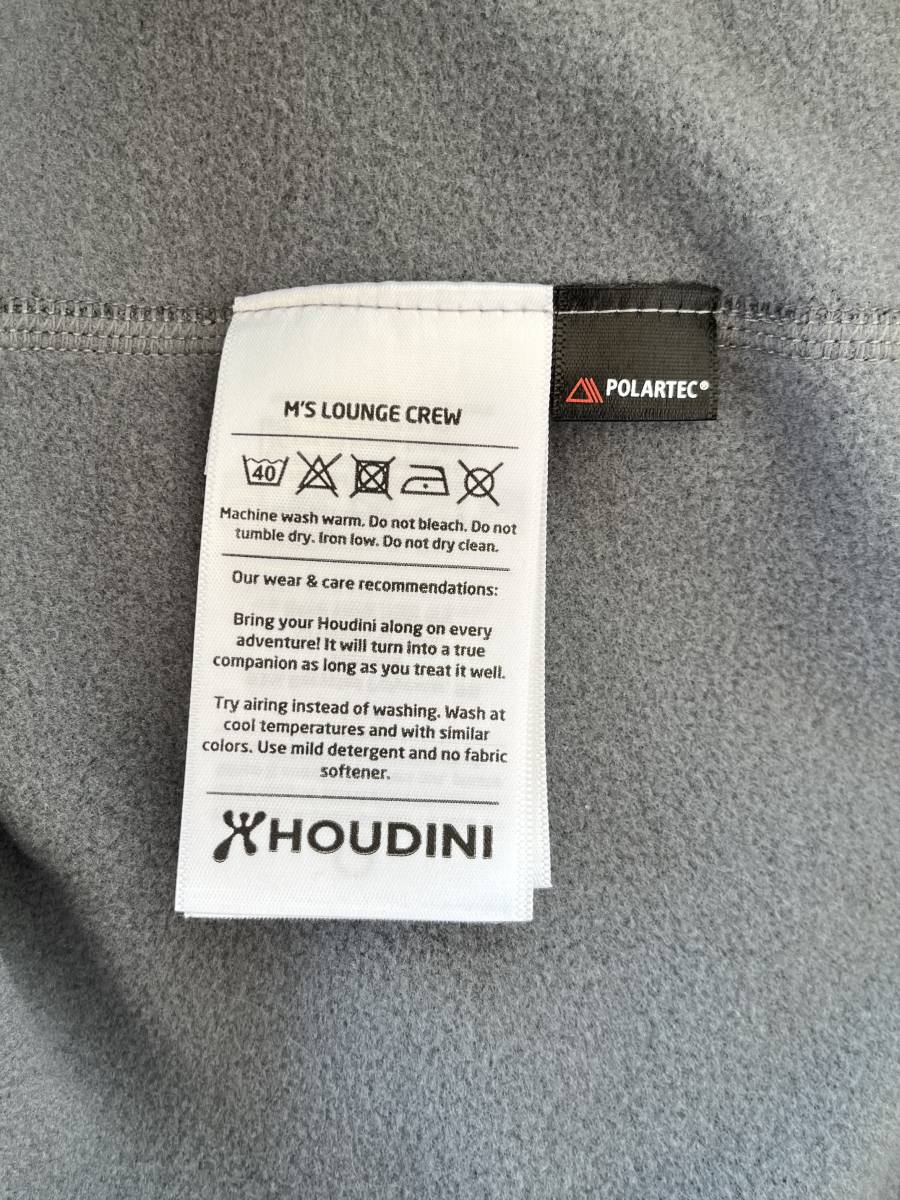 M'S LOUNGE CREW
40
Machine wash warm. Do not bleach. Do not
tumble dry. Iron low. Do not dry clean.
Our wear & care recommendations:
Bring your Houdini along on every
adventure! It will turn into a true
companion as long as you treat it well.
Try airing instead of washing. Wash at
cool temperatures and with similar
colors. Use mild detergent and no fabric
softener.
HOUDINI
POLARTEC®